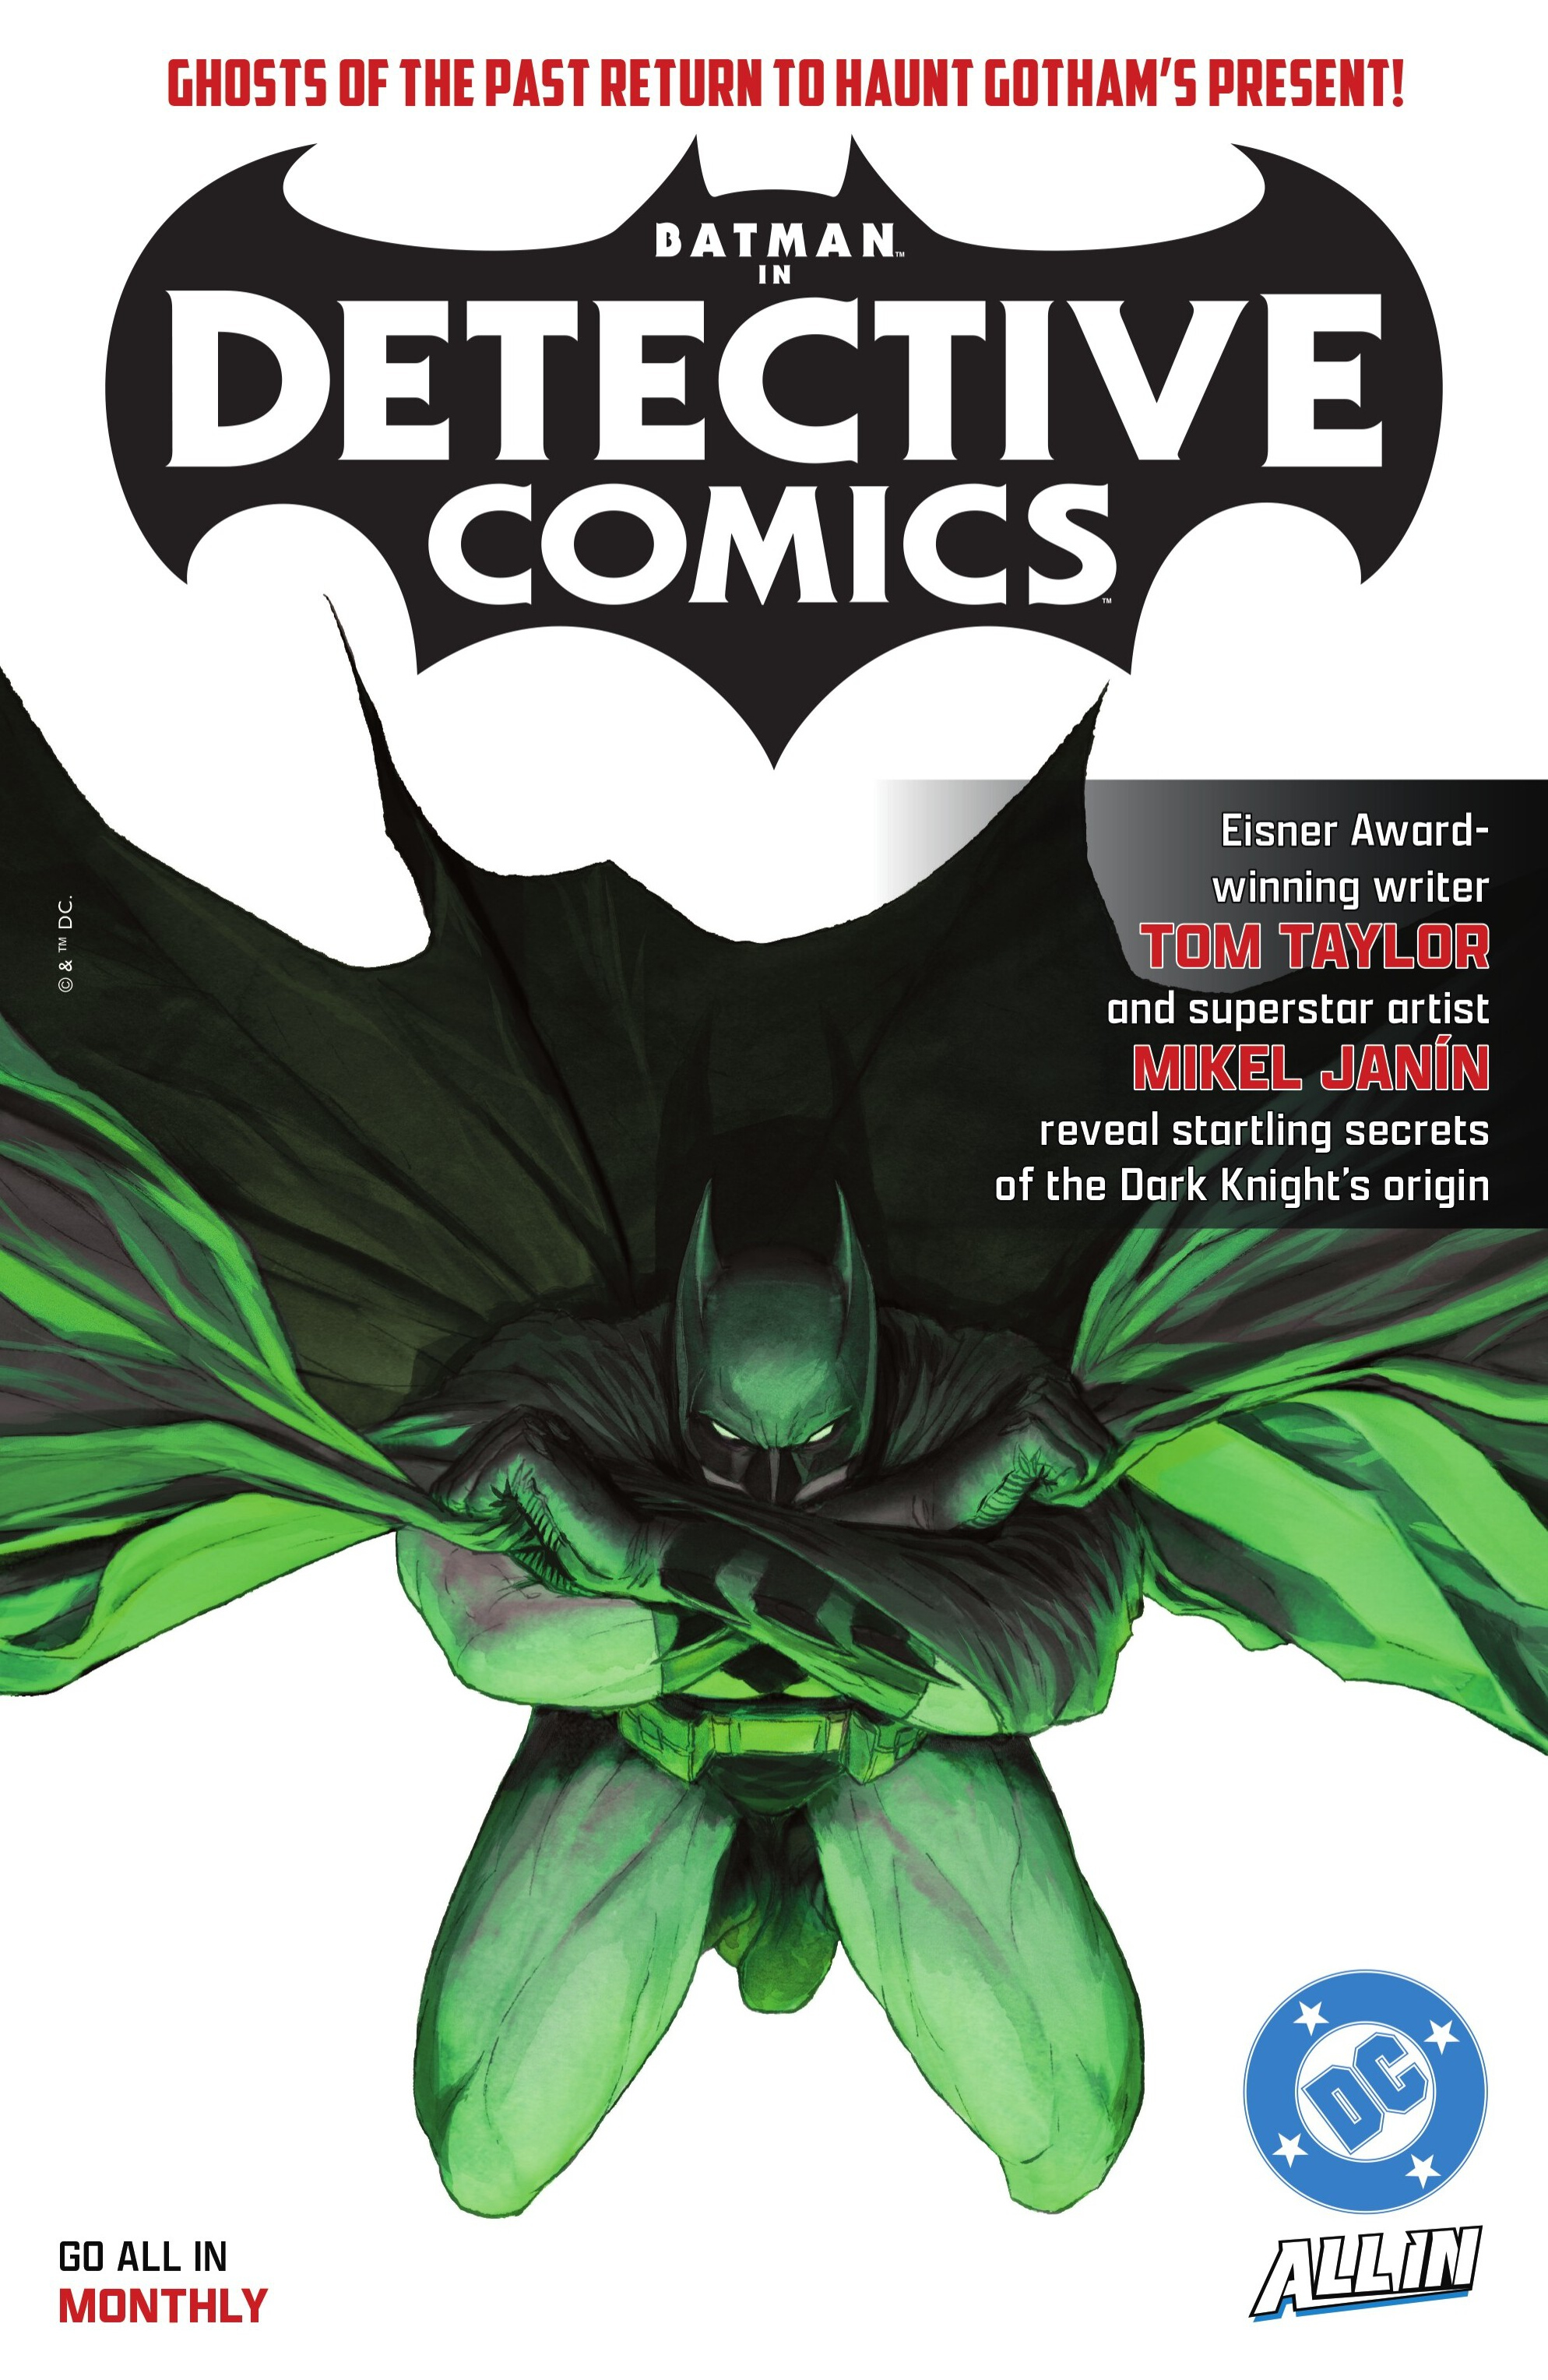 GHOSTS OF THE PAST RETURN TO HAUNT GOTHAM'S PRESENT!
BATMAN™
IN
DETECTIVE
COMICS™
Eisner Award-
winning writer
TOM TAYLOR
and superstar artist
MIKEL JANÍN
reveal startling secrets
of the Dark Knight's origin
© & ™ DC.
DC
ALL IN
GO ALL IN
MONTHLY